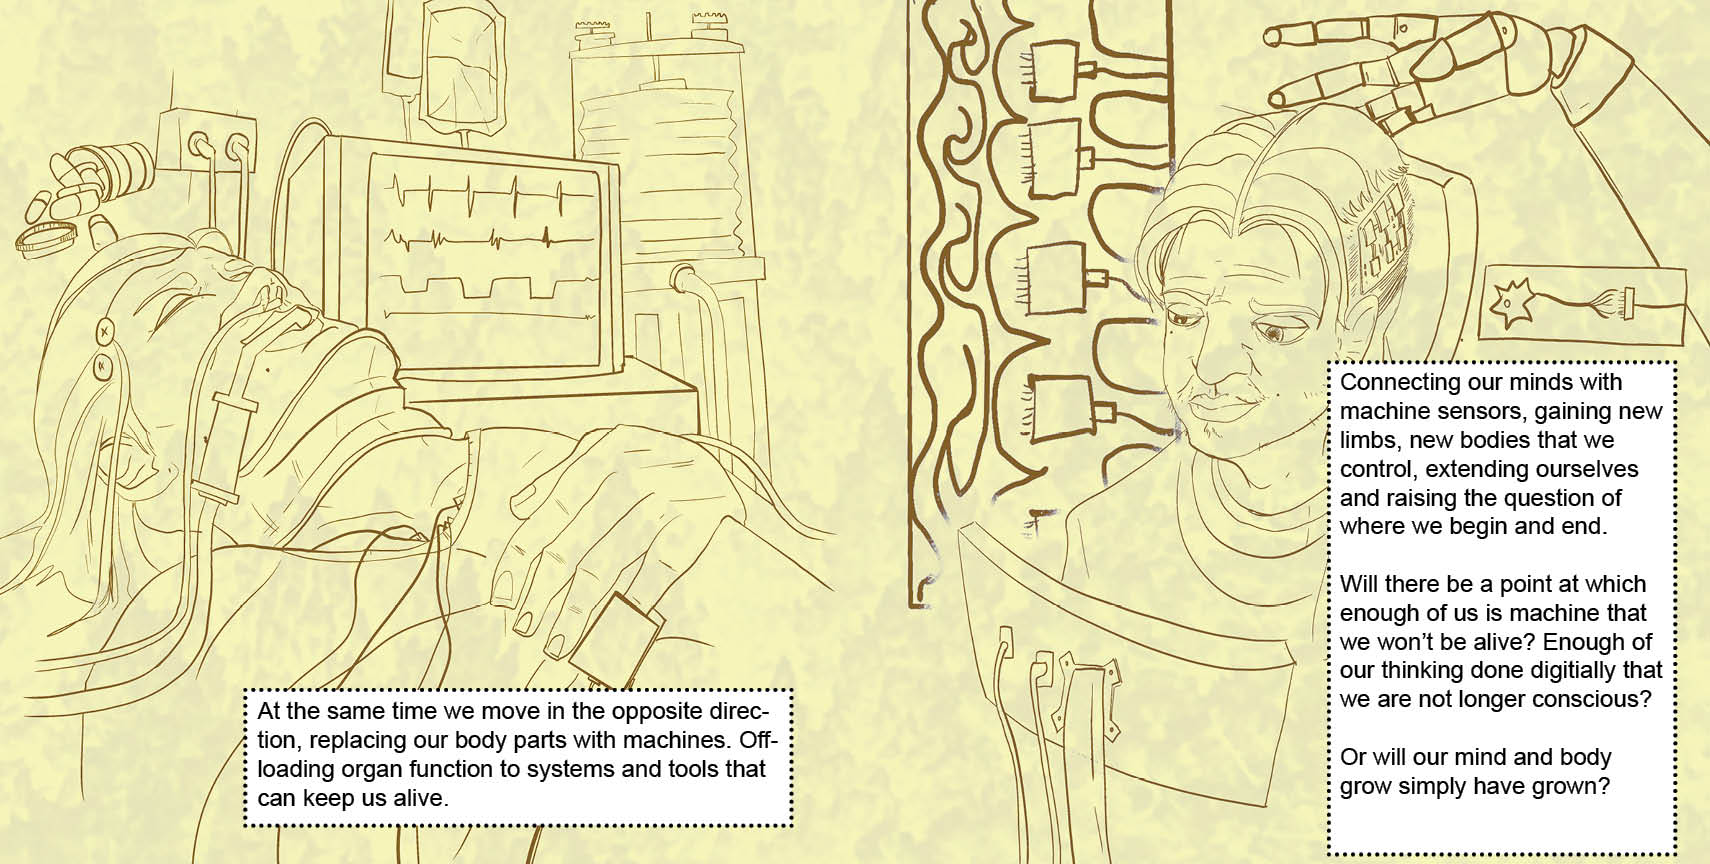 At the same time we move in the opposite direc-
tion, replacing our body parts with machines. Off-
loading organ function to systems and tools that
can keep us alive.
Connecting our minds with
machine sensors, gaining new
limbs, new bodies that we
control, extending ourselves
and raising the question of
where we begin and end.
Will there be a point at which
enough of us is machine that
we won't be alive? Enough of
our thinking done digitially that
we are not longer conscious?
Or will our mind and body
grow simply have grown?